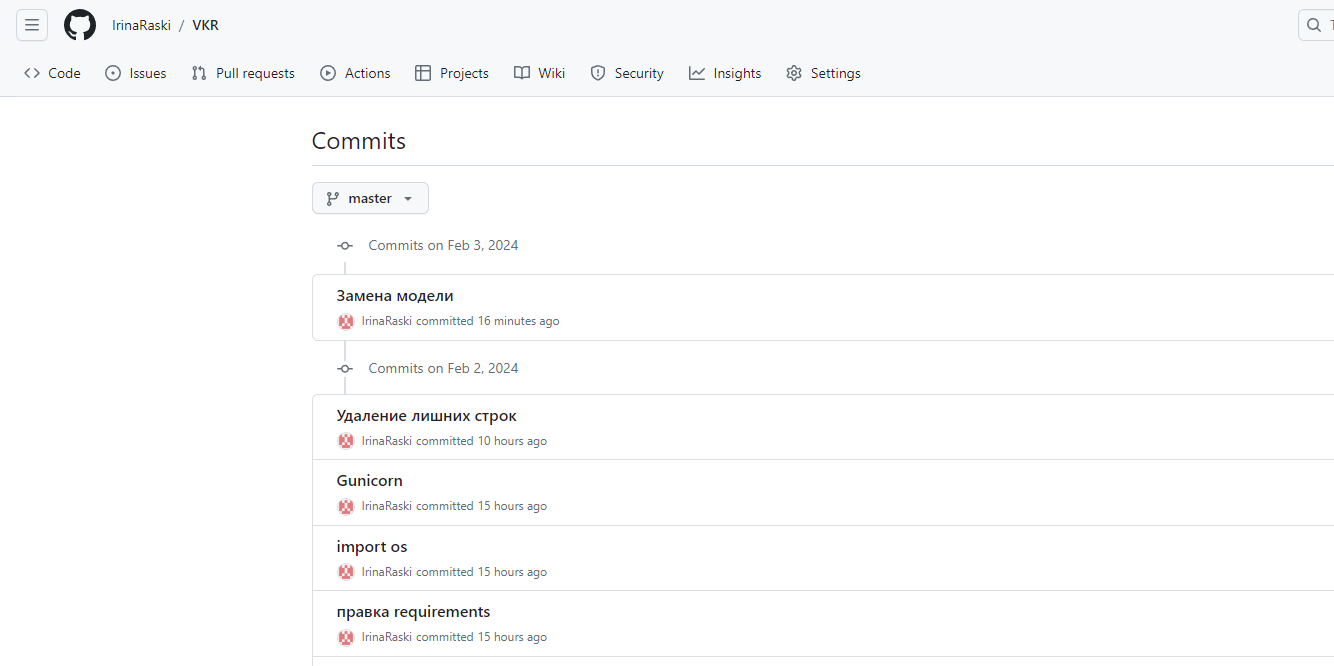 IrinaRaski / VKR
Code Issues Pull requests Actions Projects Wiki Security Insights Settings
Commits
master
Commits on Feb 3, 2024
Замена модели
IrinaRaski committed 16 minutes ago
Commits on Feb 2, 2024
Удаление лишних строк
IrinaRaski committed 10 hours ago
Gunicorn
IrinaRaski committed 15 hours ago
import os
IrinaRaski committed 15 hours ago
правка requirements
IrinaRaski committed 15 hours ago